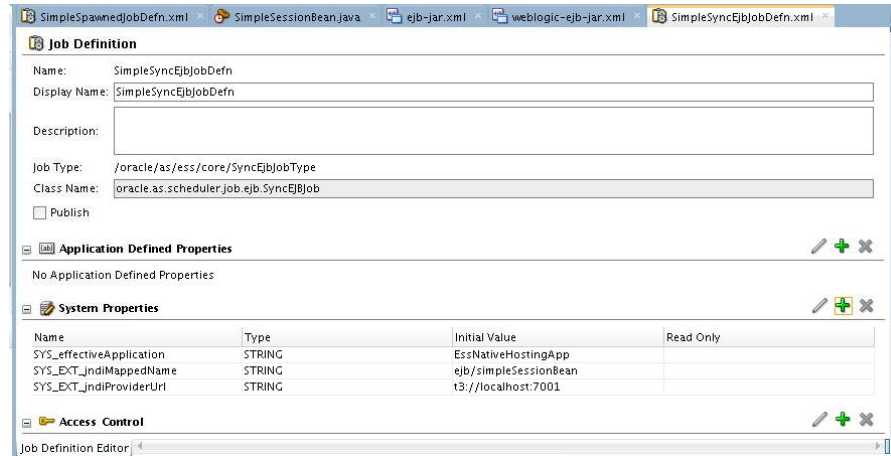 SimpleSpawnedJobDefn.xml SimpleSessionBean.java ejb-jar.xml weblogic-ejb-jar.xml SimpleSyncEjbJobDefn.xml
Job Definition
Name: SimpleSyncEjbJobDefn
Display Name: SimpleSyncEjbJobDefn
Description:
Job Type: /oracle/as/ess/core/SyncEjbJobType
Class Name: oracle.as.scheduler.job.ejb.SyncEJBJob
Publish
Application Defined Properties
No Application Defined Properties
System Properties
Name Type Initial Value Read Only
SYS_effectiveApplication STRING EssNativeHostingApp
SYS_EXT_jndiMappedName STRING ejb/simpleSessionBean
SYS_EXT_jndiProviderUrl STRING t3://localhost:7001
Access Control
Job Definition Editor